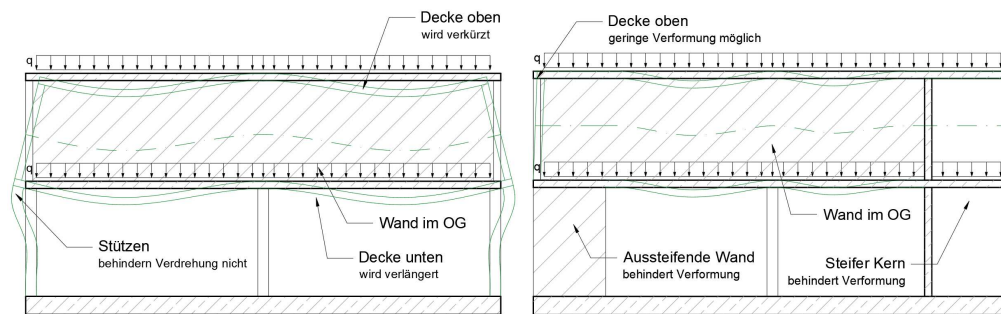 Decke oben
wird verkürzt
q
q
Wand im OG
Stützen
behindern Verdrehung nicht
Decke unten
wird verlängert
Decke oben
geringe Verformung möglich
q
q
Wand im OG
Aussteifende Wand
behindert Verformung
Steifer Kern
behindert Verformung